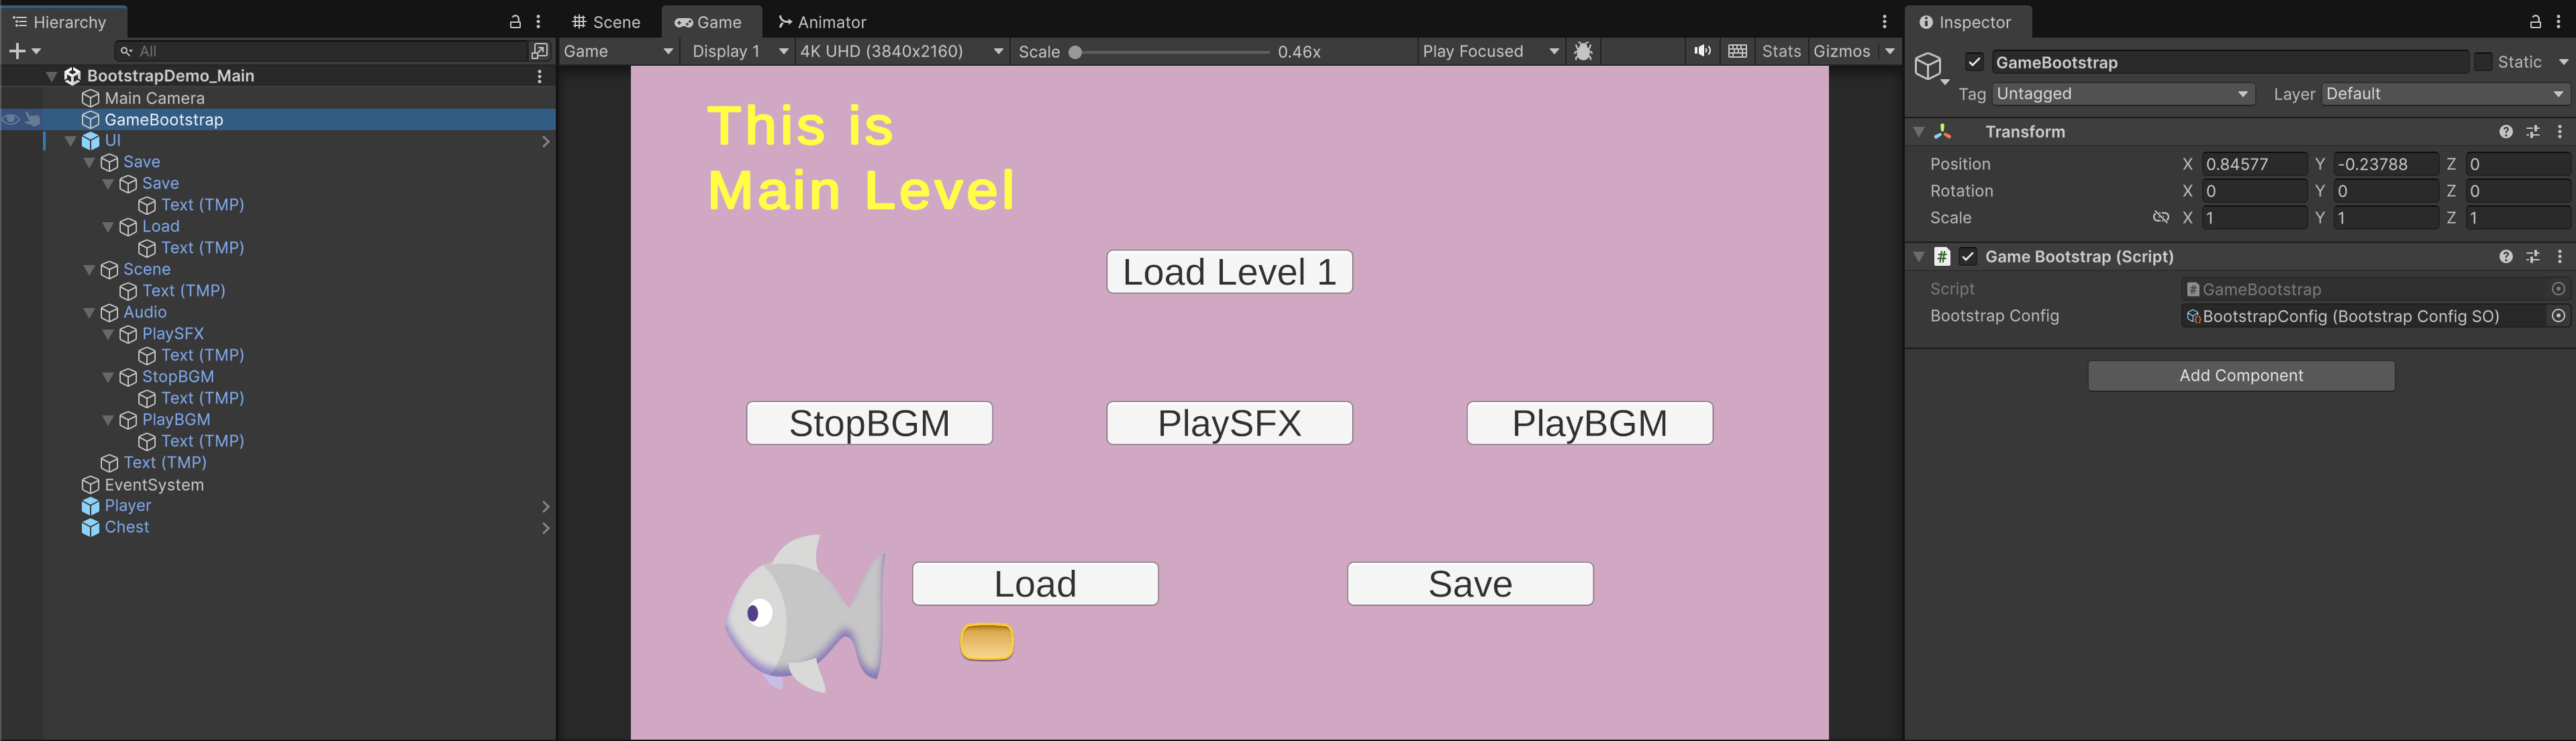 Hierarchy
All
BootstrapDemo_Main
Main Camera
GameBootstrap
UI
Save
Save
Text (TMP)
Load
Text (TMP)
Scene
Text (TMP)
Audio
PlaySFX
Text (TMP)
StopBGM
Text (TMP)
PlayBGM
Text (TMP)
Text (TMP)
EventSystem
Player
Chest
Scene Game Animator
Game Display 1 4K UHD (3840x2160) Scale 0.46x Play Focused Stats Gizmos
This is
Main Level
Load Level 1
StopBGM PlaySFX PlayBGM
Load Save
Inspector
GameBootstrap Static
Tag Untagged Layer Default
Transform
Position X 0.84577 Y -0.23788 Z 0
Rotation X 0 Y 0 Z 0
Scale X 1 Y 1 Z 1
# Game Bootstrap (Script)
Script # GameBootstrap
Bootstrap Config BootstrapConfig (Bootstrap Config SO)
Add Component